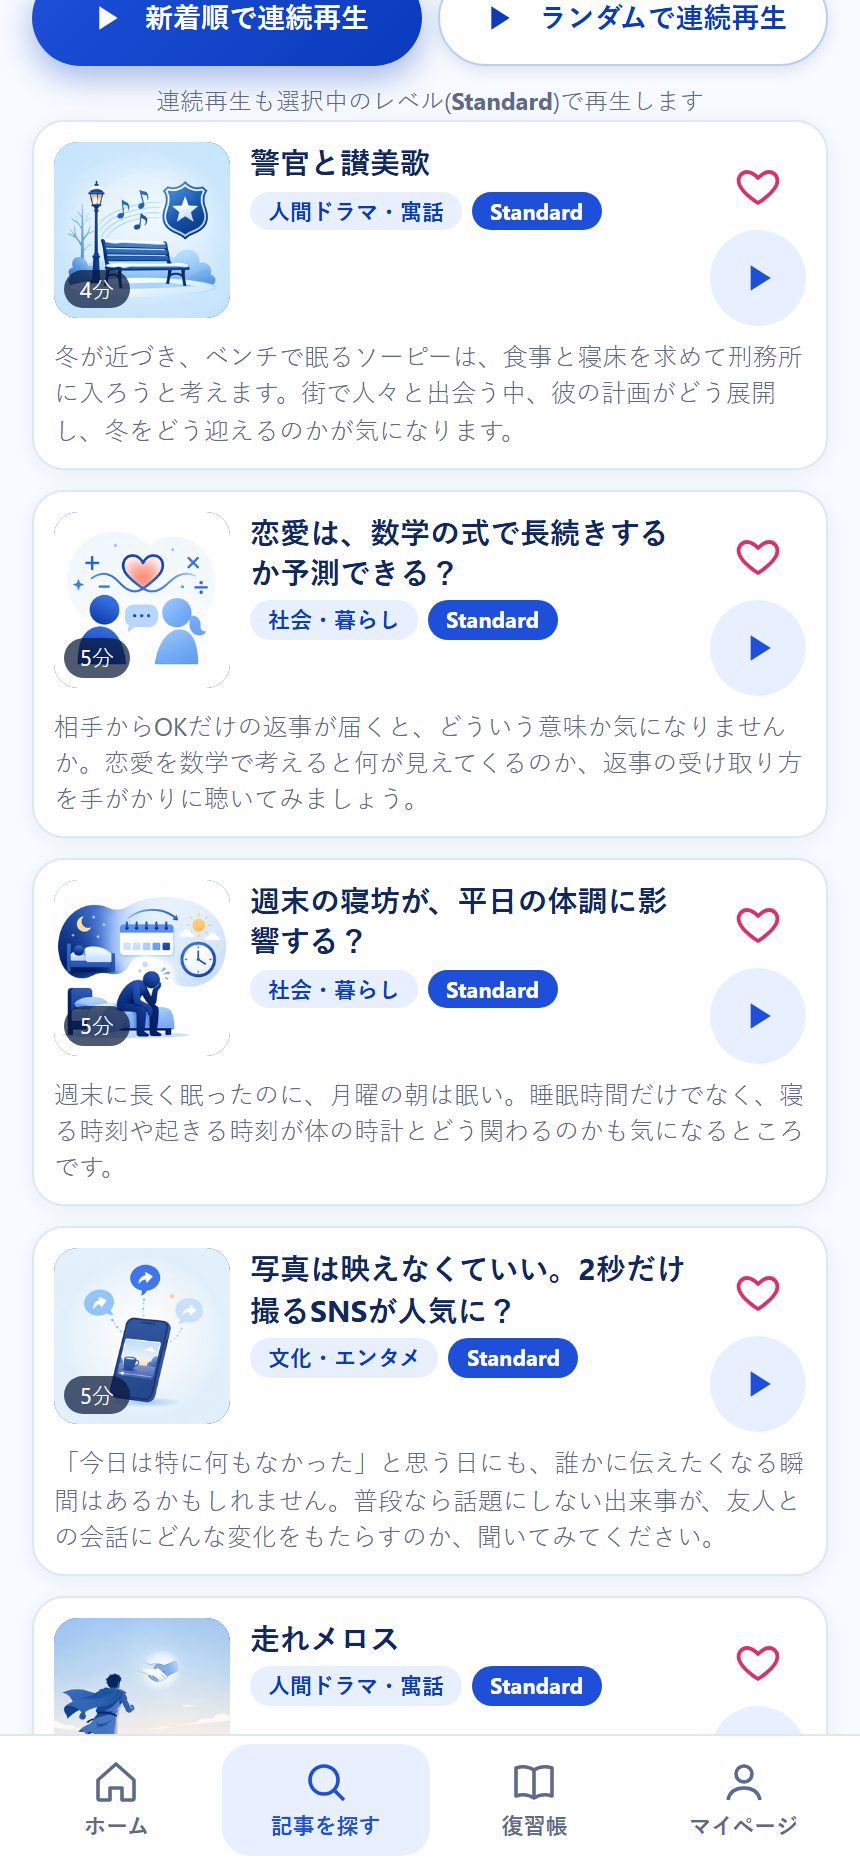 新着順で連続再生
ランダムで連続再生
連続再生も選択中のレベル(Standard)で再生します
警官と讃美歌
人間ドラマ・寓話
Standard
4分
冬が近づき、ベンチで眠るソーピーは、食事と寝床を求めて刑務所
に入ろうと考えます。街で人々と出会う中、彼の計画がどう展開
し、冬をどう迎えるのかが気になります。
恋愛は、数学の式で長続きする
か予測できる？
社会・暮らし
Standard
5分
相手からOKだけの返事が届くと、どういう意味か気になりません
か。恋愛を数学で考えると何が見えてくるのか、返事の受け取り方
を手がかりに聴いてみましょう。
週末の寝坊が、平日の体調に影
響する？
社会・暮らし
Standard
5分
週末に長く眠ったのに、月曜の朝は眠い。睡眠時間だけでなく、寝
る時刻や起きる時刻が体の時計とどう関わるのかも気になるところ
です。
写真は映えなくていい。2秒だけ
撮るSNSが人気に？
文化・エンタメ
Standard
5分
「今日は特に何もなかった」と思う日にも、誰かに伝えたくなる瞬
間はあるかもしれません。普段なら話題にしない出来事が、友人と
の会話にどんな変化をもたらすのか、聞いてみてください。
走れメロス
人間ドラマ・寓話
Standard
ホーム
記事を探す
復習帳
マイページ